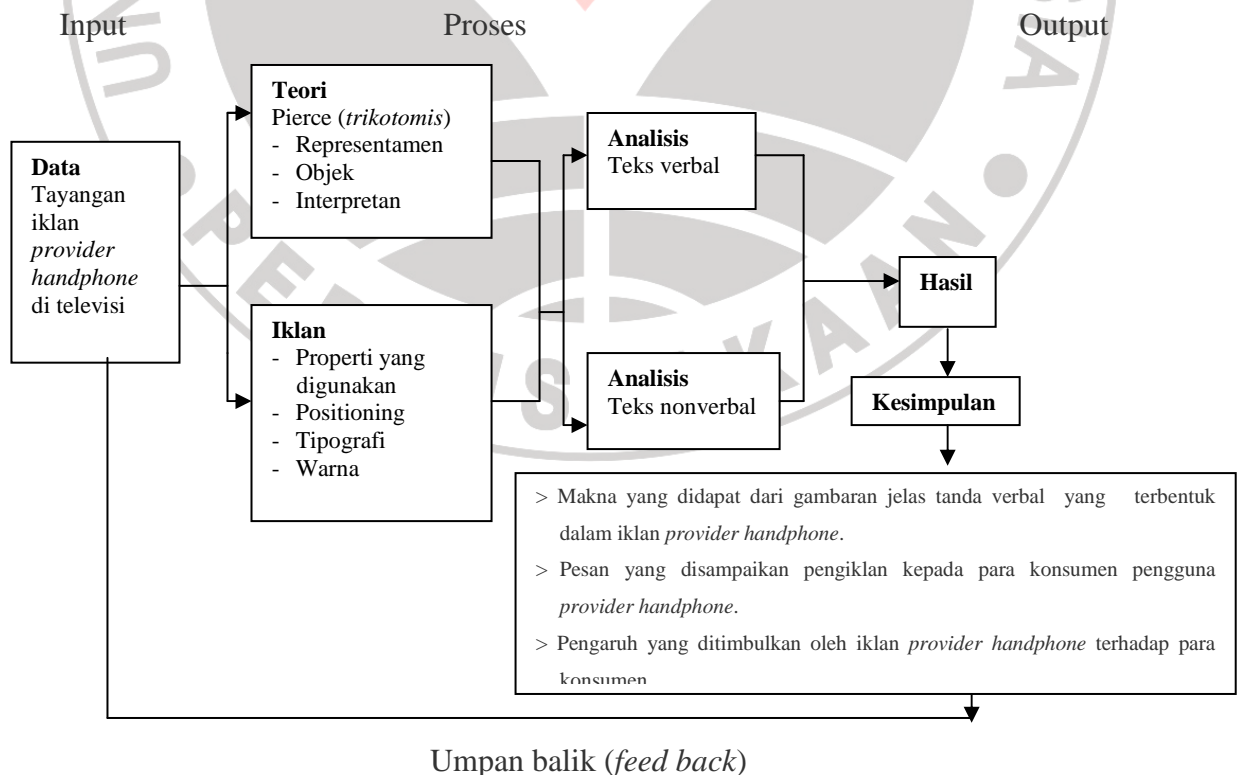 Input Proses Output
Teori
Pierce (trikotomis)
- Representamen
- Objek
- Interpretan
Data
Tayangan
iklan
provider
handphone
di televisi
Iklan
- Properti yang
digunakan
- Positioning
- Tipografi
- Warna
Analisis
Teks verbal
Analisis
Teks nonverbal
Hasil
Kesimpulan
> Makna yang didapat dari gambaran jelas tanda verbal yang terbentuk
dalam iklan provider handphone.
> Pesan yang disampaikan pengiklan kepada para konsumen pengguna
provider handphone.
> Pengaruh yang ditimbulkan oleh iklan provider handphone terhadap para
konsumen
Umpan balik (feed back)